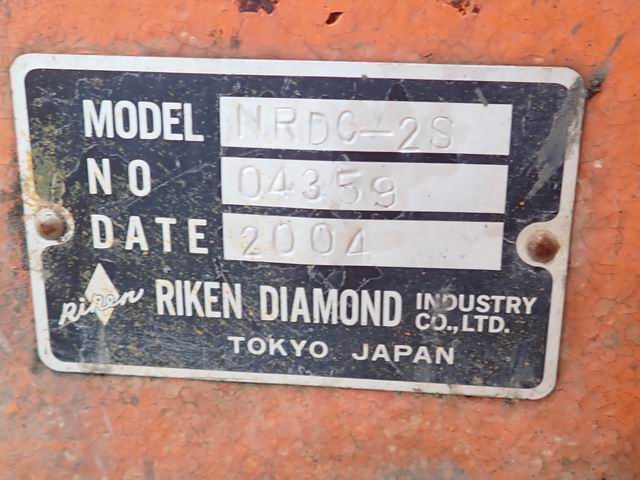 MODEL NRDC-2S
NO 04359
DATE 2004
Riken RIKEN DIAMOND INDUSTRY CO.,LTD.
TOKYO JAPAN